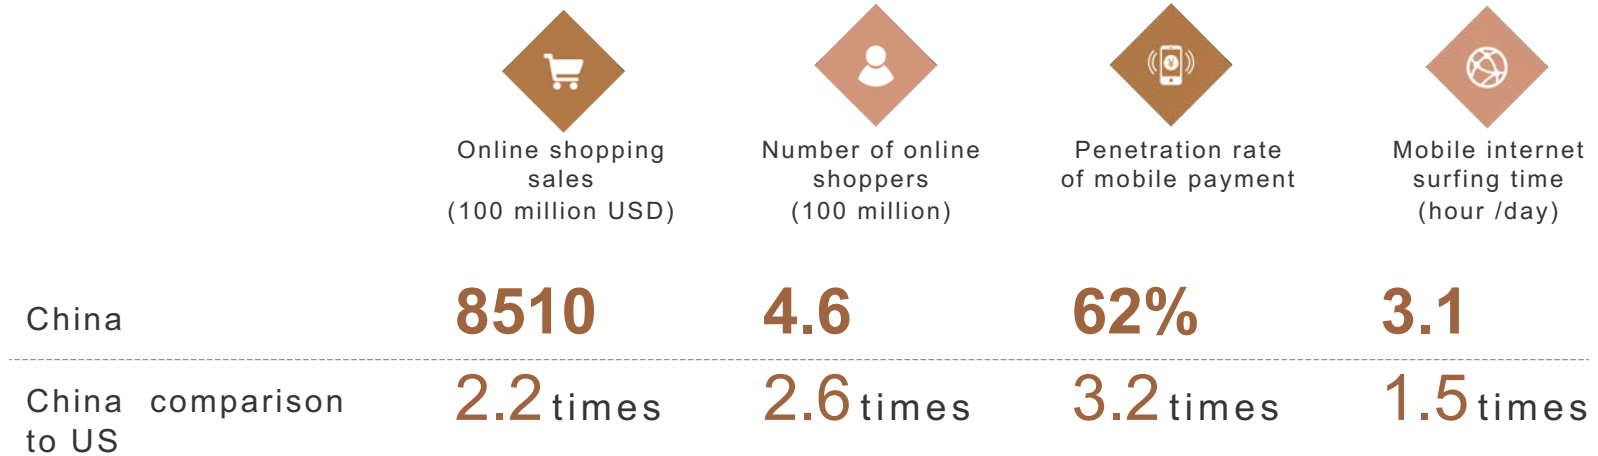 Online shopping
sales
(100 million USD)
Number of online
shoppers
(100 million)
Penetration rate
of mobile payment
Mobile internet
surfing time
(hour /day)
China 8510 4.6 62% 3.1
China comparison
to US
2.2 times 2.6 times 3.2 times 1.5 times